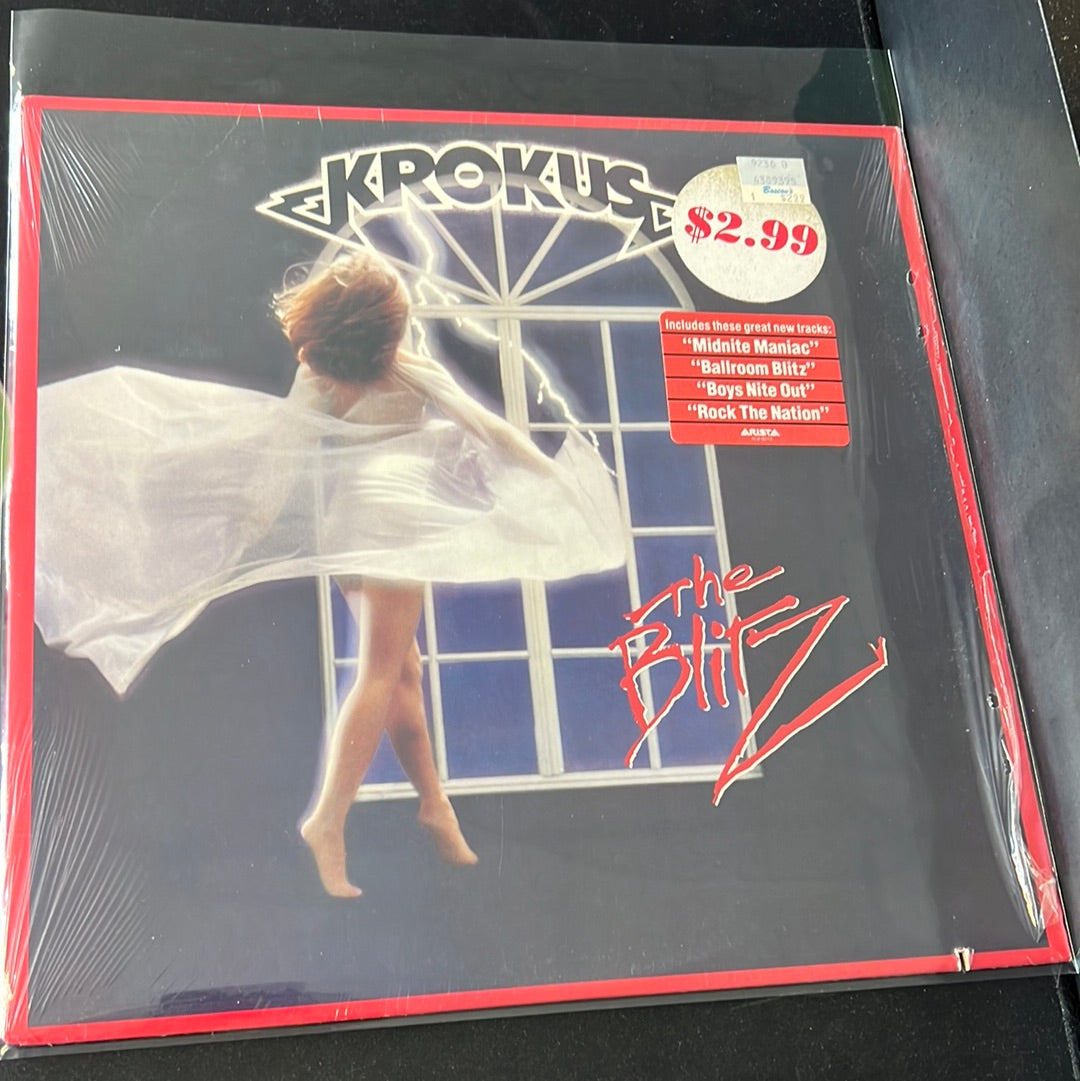 KROKUS
9236 0
6309395
Boscov's
$2.99
Includes these great new tracks:
"Midnite Maniac"
"Ballroom Blitz"
"Boys Nite Out"
"Rock The Nation"
ARISTA
The
Blitz